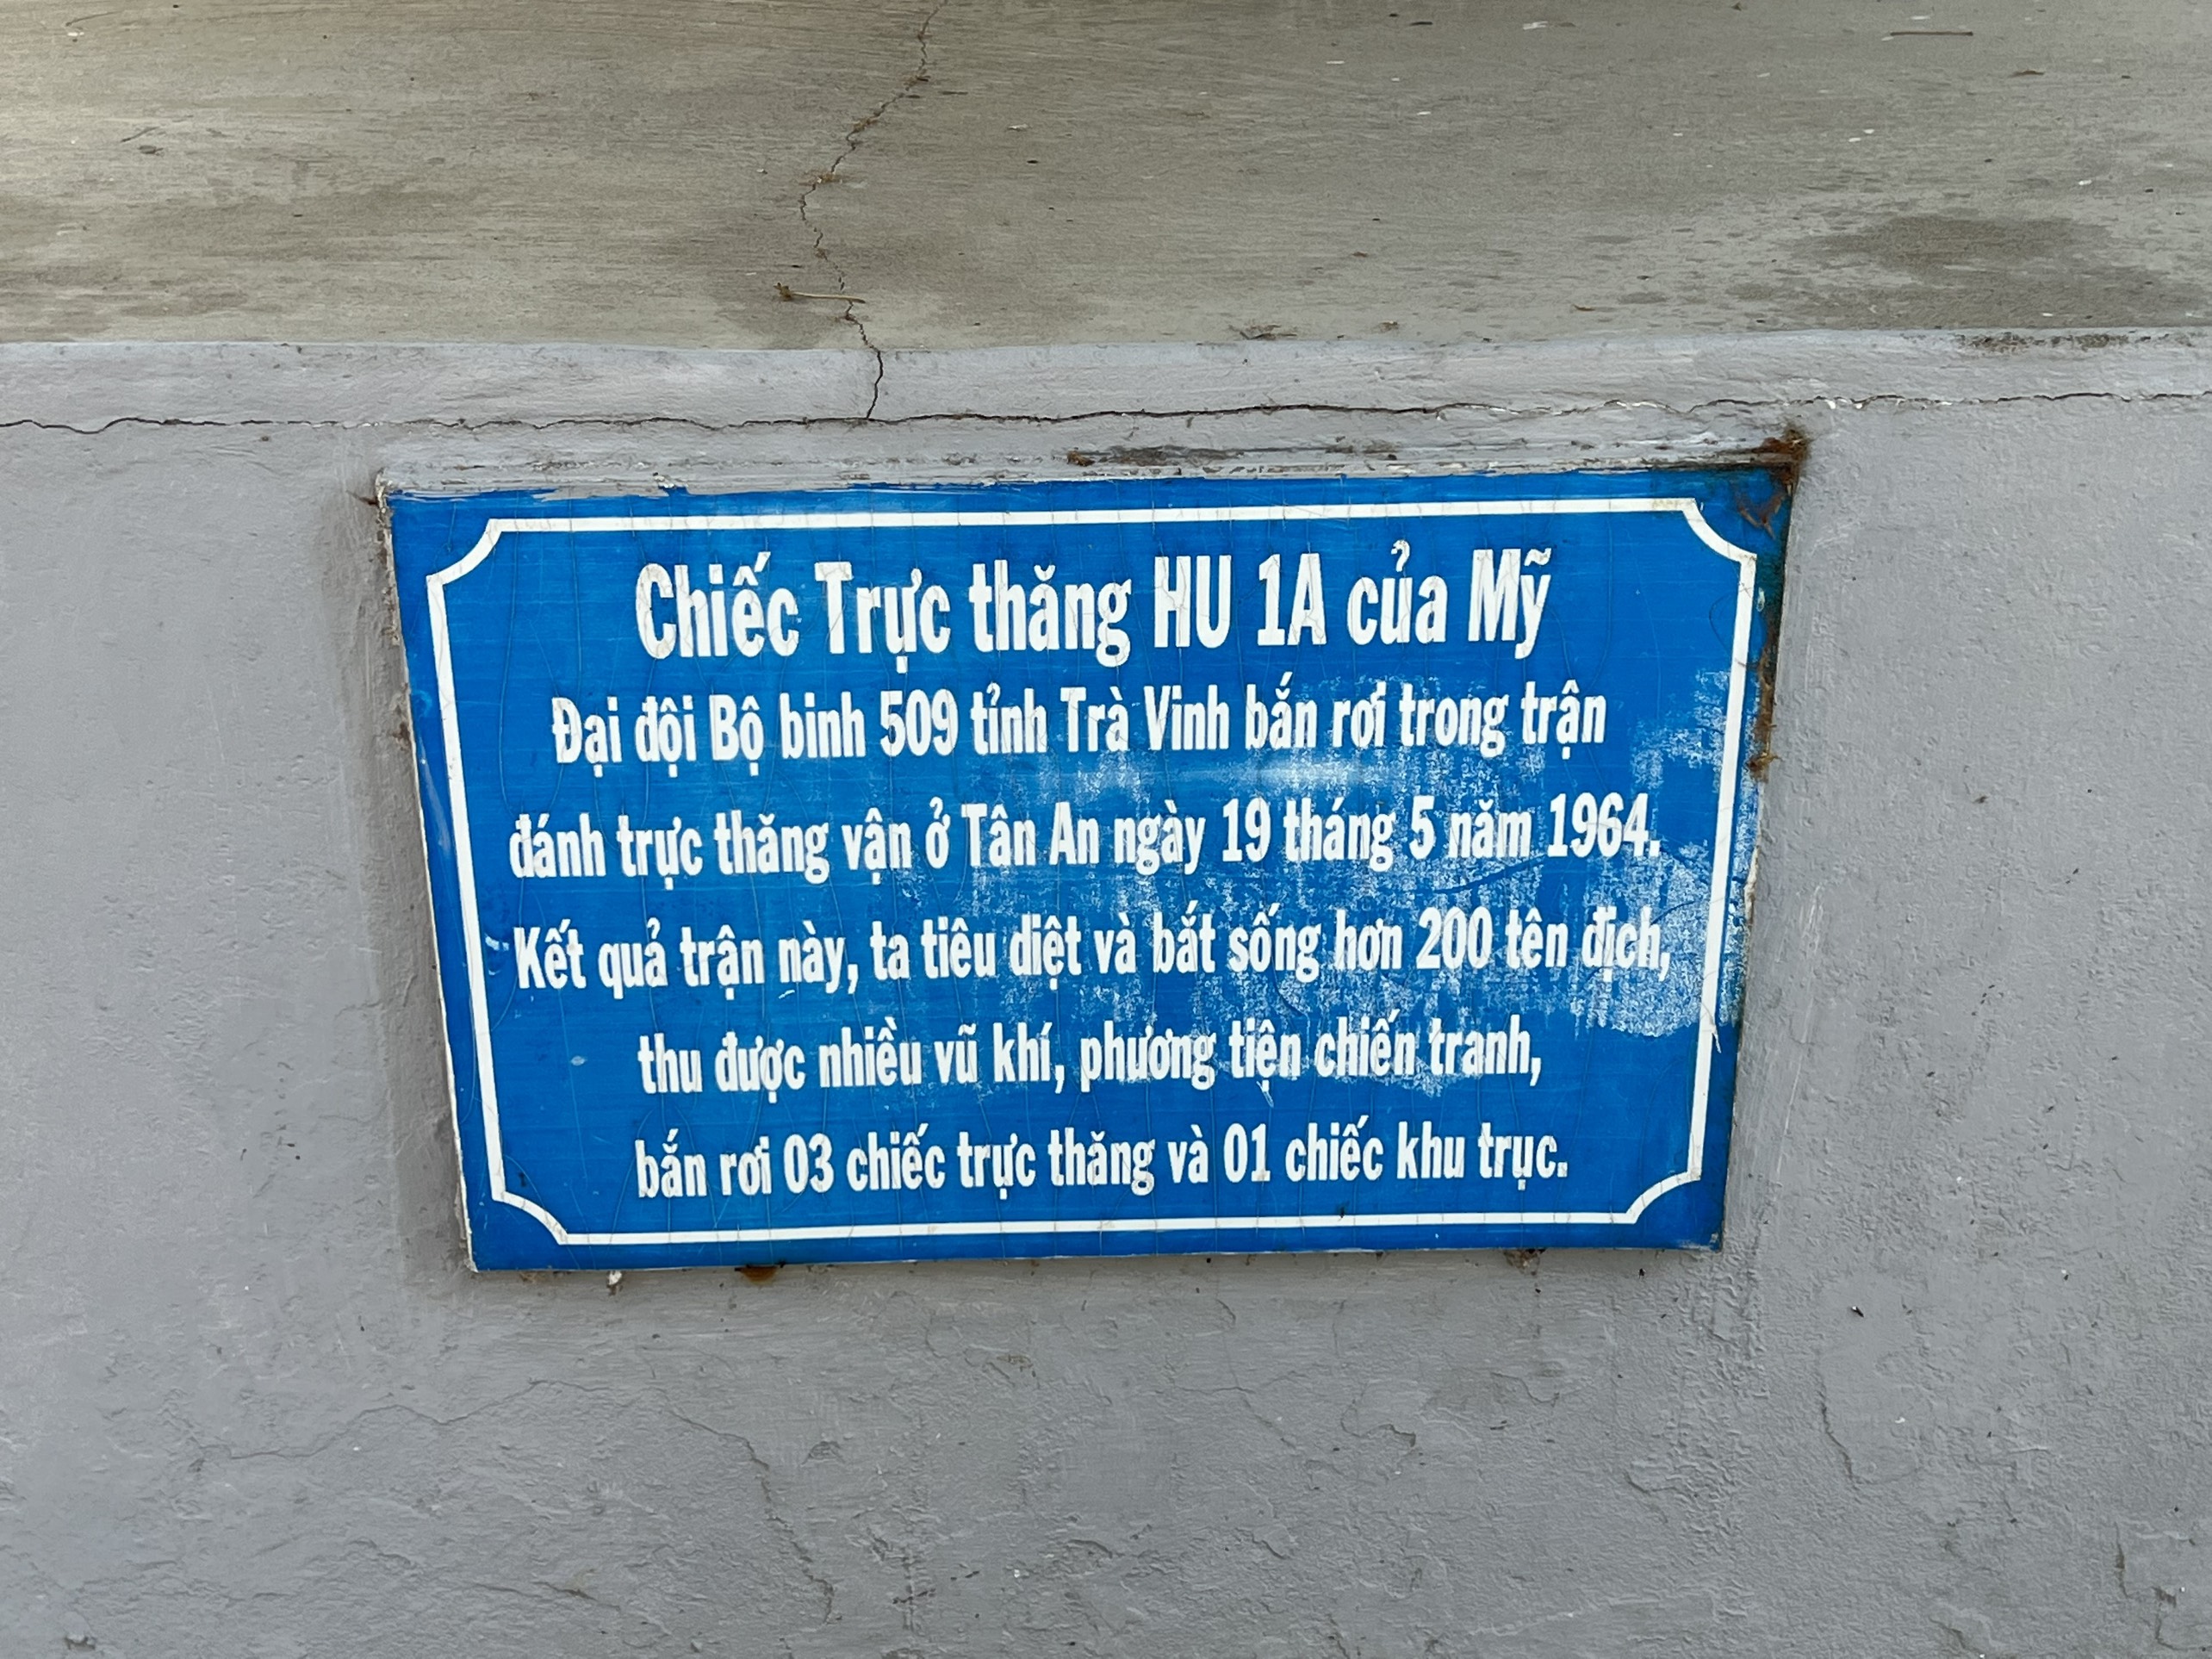 Chiếc Trực thăng HU 1A của Mỹ
Đại đội Bộ binh 509 tỉnh Trà Vinh bắn rơi trong trận
đánh trực thăng vận ở Tân An ngày 19 tháng 5 năm 1964.
Kết quả trận này, ta tiêu diệt và bắt sống hơn 200 tên địch,
thu được nhiều vũ khí, phương tiện chiến tranh,
bắn rơi 03 chiếc trực thăng và 01 chiếc khu trục.